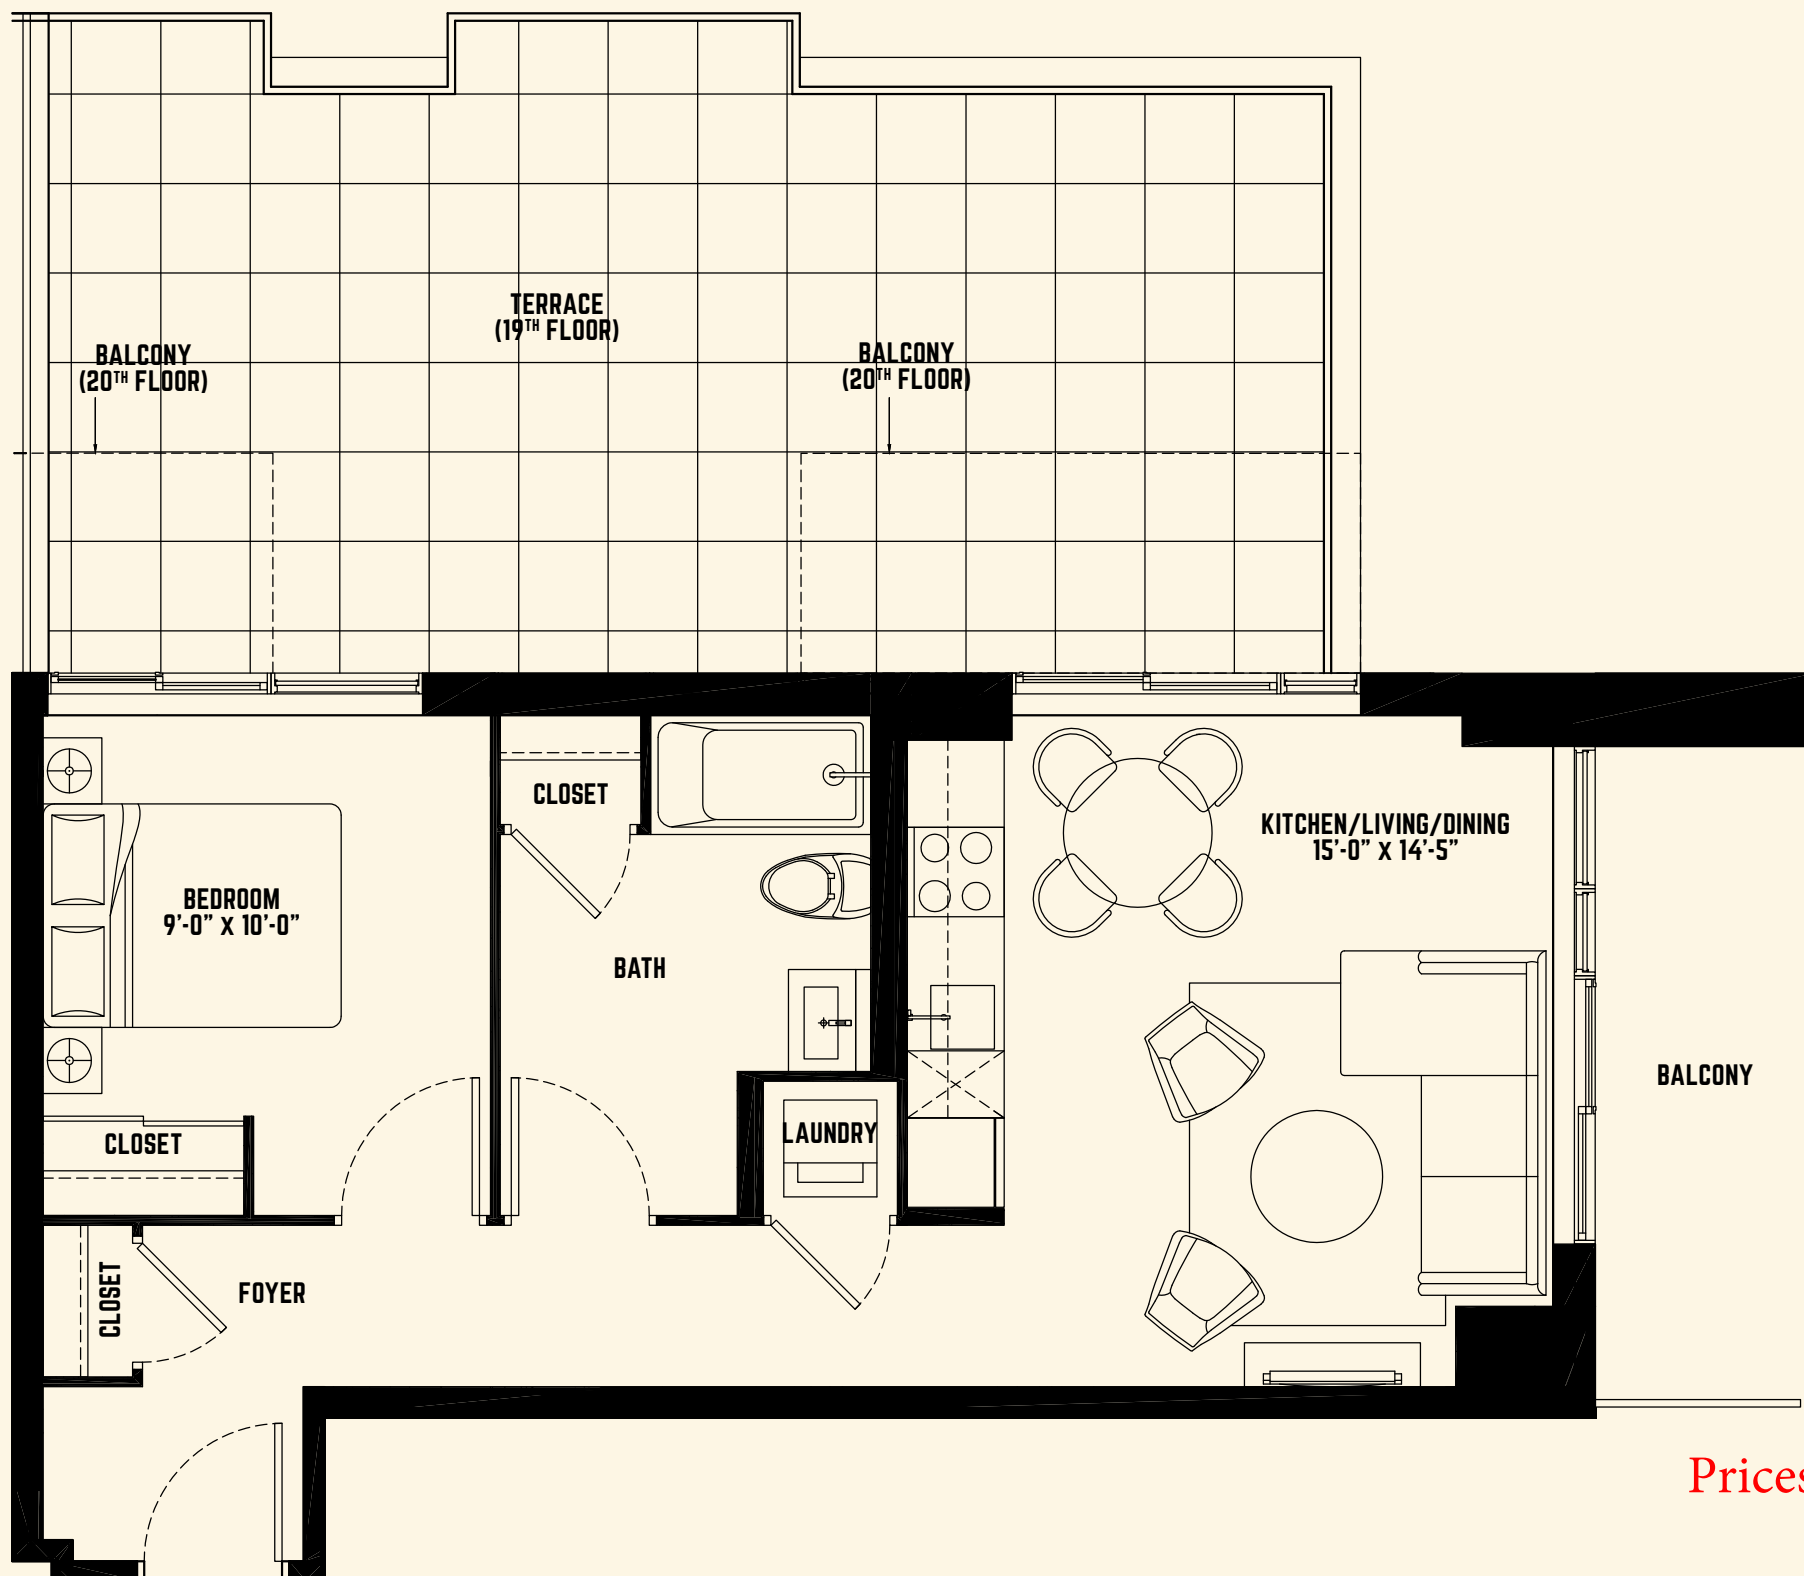 TERRACE
(19TH FLOOR)
BALCONY
(20TH FLOOR)
BALCONY
(20TH FLOOR)
CLOSET
KITCHEN/LIVING/DINING
15'-0" X 14'-5"
BEDROOM
9'-0" X 10'-0"
BATH
BALCONY
LAUNDRY
CLOSET
CLOSET
FOYER
Prices